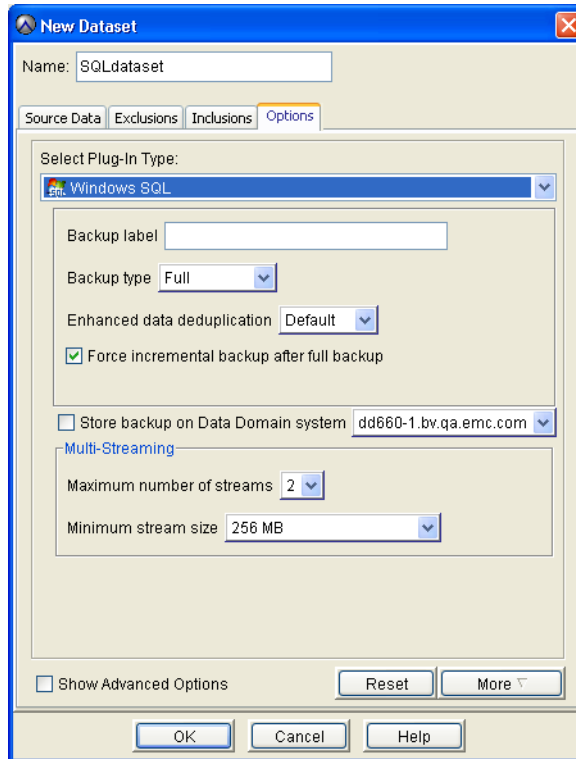 New Dataset
Name: SQLdataset
Source Data Exclusions Inclusions Options
Select Plug-In Type:
SQL Windows SQL
Backup label
Backup type Full
Enhanced data deduplication Default
Force incremental backup after full backup
Store backup on Data Domain system dd660-1.bv.qa.emc.com
Multi-Streaming
Maximum number of streams 2
Minimum stream size 256 MB
Show Advanced Options Reset More
OK Cancel Help